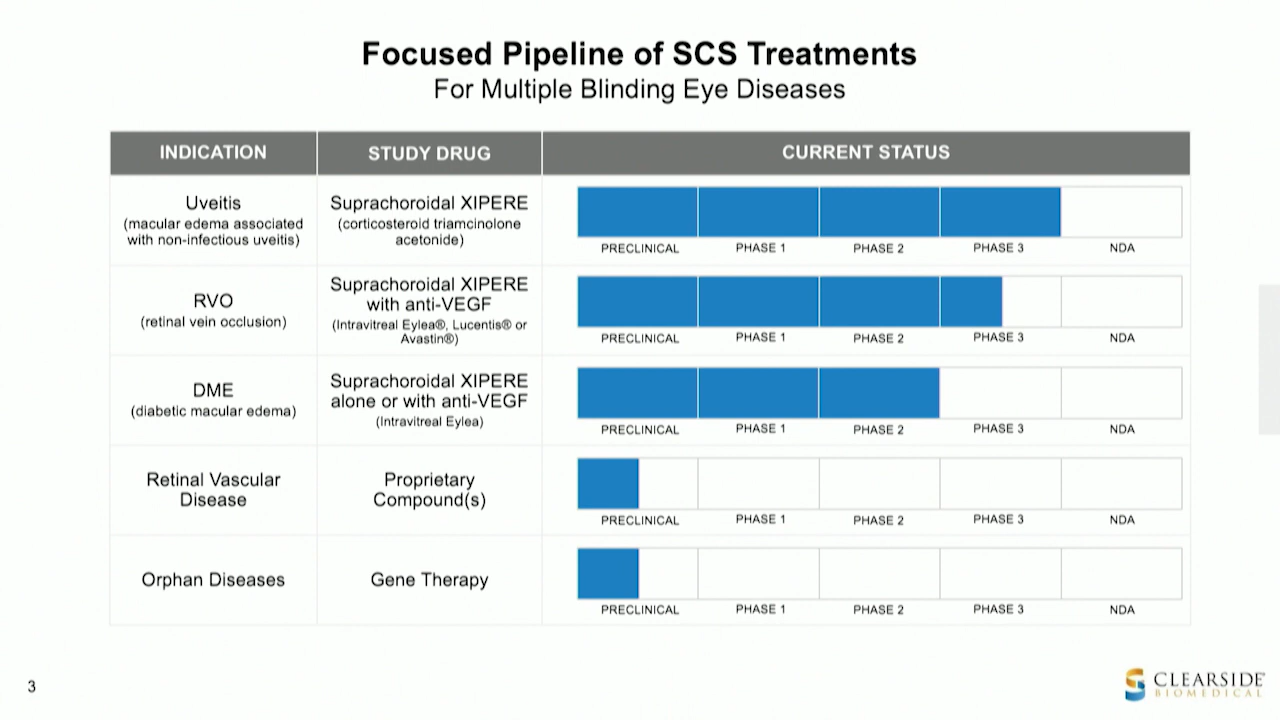 Focused Pipeline of SCS Treatments
For Multiple Blinding Eye Diseases
INDICATION
STUDY DRUG
CURRENT STATUS
Uveitis
(macular edema associated
with non-infectious uveitis)
Suprachoroidal XIPERE
(corticosteroid triamcinolone
acetonide)
PRECLINICAL
PHASE 1
PHASE 2
PHASE 3
NDA
RVO
(retinal vein occlusion)
Suprachoroidal XIPERE
with anti-VEGF
(Intravitreal Eylea®, Lucentis® or
Avastin®)
PRECLINICAL
PHASE 1
PHASE 2
PHASE 3
NDA
DME
(diabetic macular edema)
Suprachoroidal XIPERE
alone or with anti-VEGF
(Intravitreal Eylea)
PRECLINICAL
PHASE 1
PHASE 2
PHASE 3
NDA
Retinal Vascular
Disease
Proprietary
Compound(s)
PRECLINICAL
PHASE 1
PHASE 2
PHASE 3
NDA
Orphan Diseases
Gene Therapy
PRECLINICAL
PHASE 1
PHASE 2
PHASE 3
NDA
3
CLEARSIDE
BIOMEDICAL